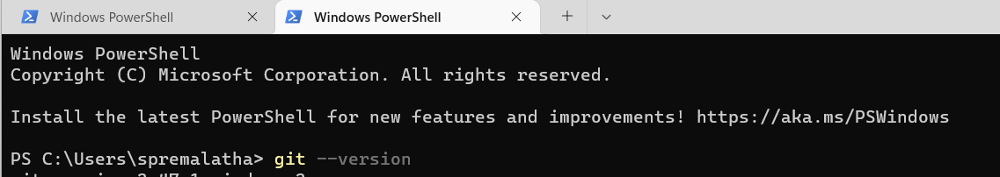 Windows PowerShell
Windows PowerShell
Windows PowerShell
Copyright (C) Microsoft Corporation. All rights reserved.
Install the latest PowerShell for new features and improvements! https://aka.ms/PSWindows
PS C:\Users\spremalatha> git --version